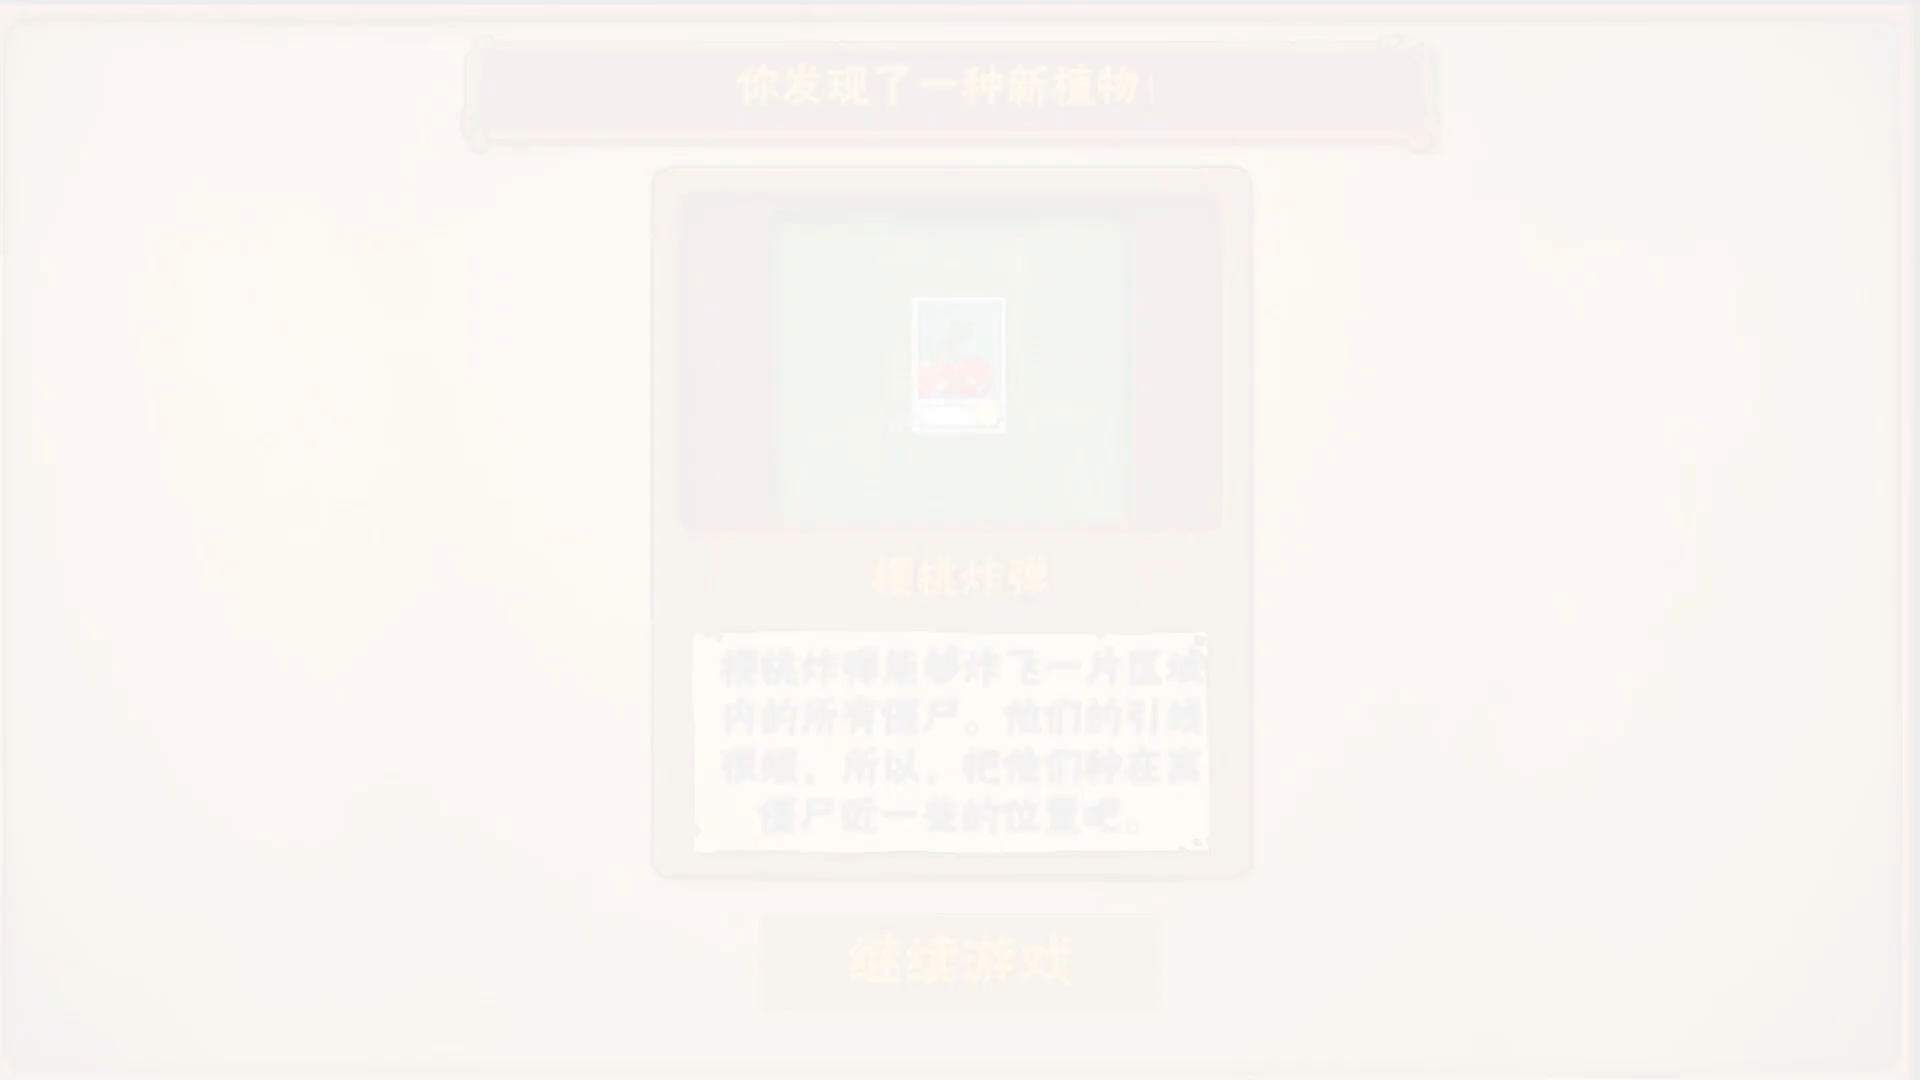 你发现了一种新植物!
樱桃炸弹
樱桃炸弹能够炸飞一片区域
内的所有僵尸。他们的引线
很短，所以，把他们种在离
僵尸近一些的位置吧。
继续游戏